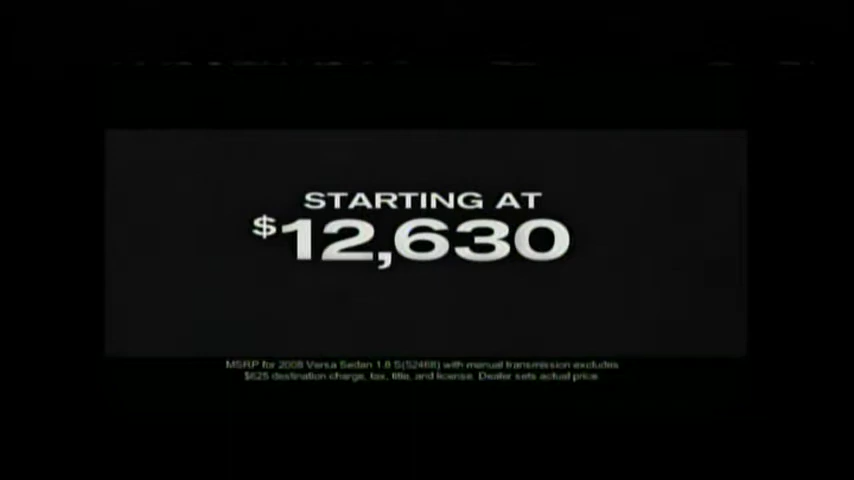 STARTING AT
$12,630
MSRP for 2008 Versa Sedan 1.8 S(52468) with manual transmission excludes
$625 destination charge, tax, title, and license. Dealer sets actual price.